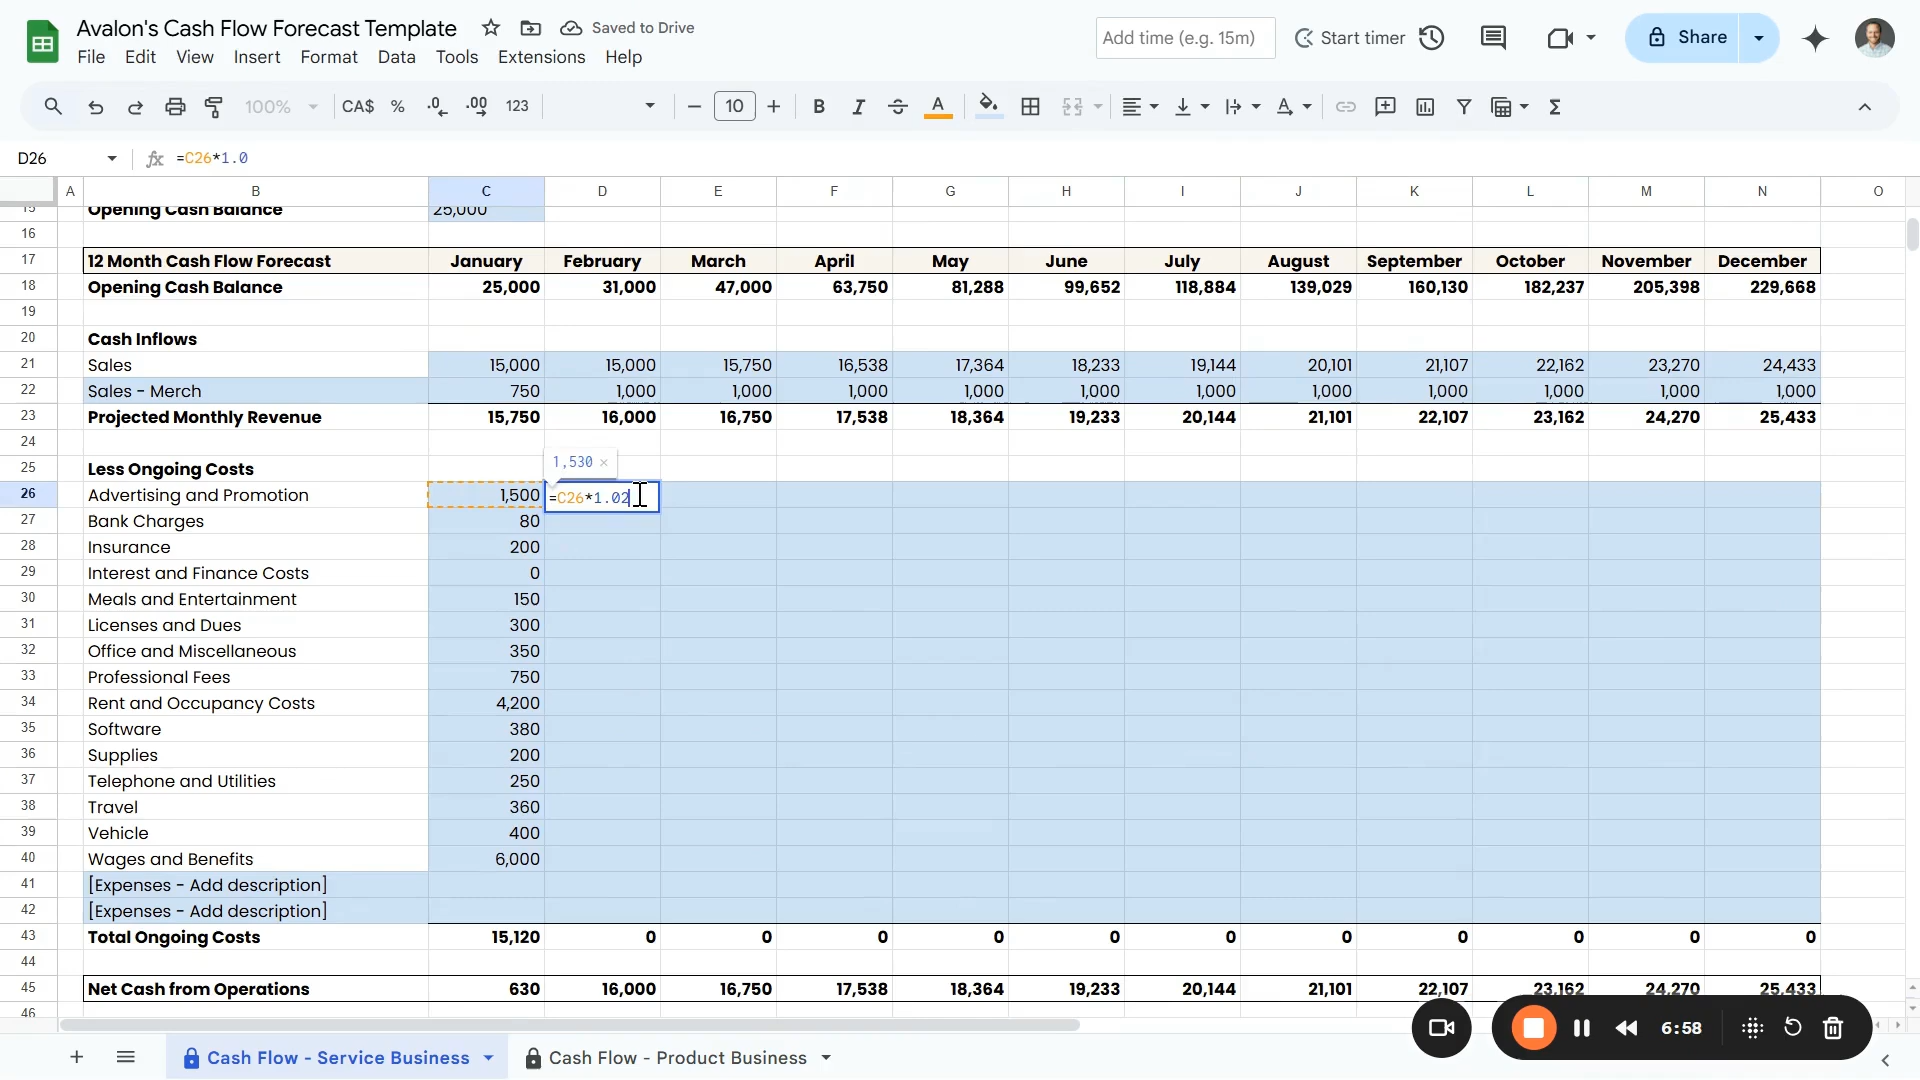 Avalon's Cash Flow Forecast Template Saved to Drive Add time (e.g. 15m) Start timer Share
File Edit View Insert Format Data Tools Extensions Help
100% CA$ % .0 .00 123 10 B I A
D26 fx =C26*1.0
A B C D E F G H I J K L M N O
15 Opening Cash Balance 25,000
16
17 12 Month Cash Flow Forecast January February March April May June July August September October November December
18 Opening Cash Balance 25,000 31,000 47,000 63,750 81,288 99,652 118,884 139,029 160,130 182,237 205,398 229,668
19
20 Cash Inflows
21 Sales 15,000 15,000 15,750 16,538 17,364 18,233 19,144 20,101 21,107 22,162 23,270 24,433
22 Sales - Merch 750 1,000 1,000 1,000 1,000 1,000 1,000 1,000 1,000 1,000 1,000 1,000
23 Projected Monthly Revenue 15,750 16,000 16,750 17,538 18,364 19,233 20,144 21,101 22,107 23,162 24,270 25,433
24
1,530 ×
25 Less Ongoing Costs
26 Advertising and Promotion 1,500 =C26*1.02
27 Bank Charges 80
28 Insurance 200
29 Interest and Finance Costs 0
30 Meals and Entertainment 150
31 Licenses and Dues 300
32 Office and Miscellaneous 350
33 Professional Fees 750
34 Rent and Occupancy Costs 4,200
35 Software 380
36 Supplies 200
37 Telephone and Utilities 250
38 Travel 360
39 Vehicle 400
40 Wages and Benefits 6,000
41 [Expenses - Add description]
42 [Expenses - Add description]
43 Total Ongoing Costs 15,120 0 0 0 0 0 0 0 0 0 0 0
44
45 Net Cash from Operations 630 16,000 16,750 17,538 18,364 19,233 20,144 21,101 22,107 23,162 24,270 25,433
46
6:58
Cash Flow - Service Business Cash Flow - Product Business